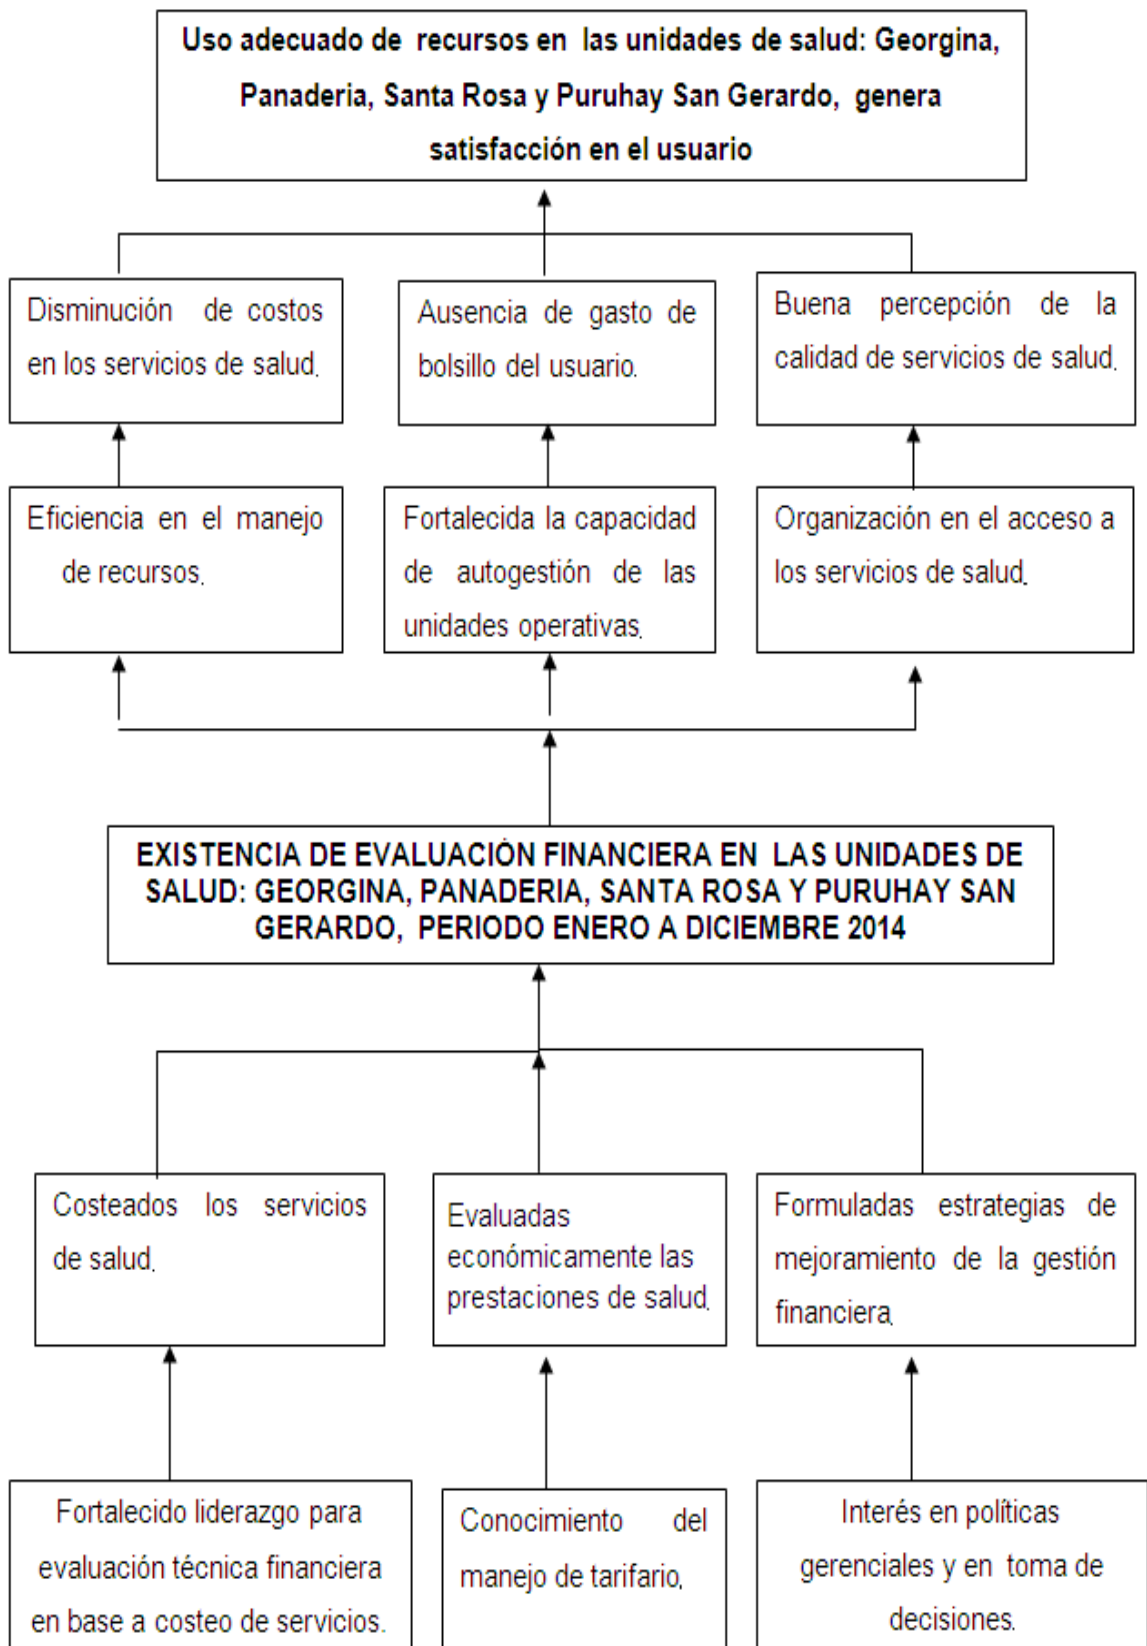 Uso adecuado de recursos en las unidades de salud: Georgina,
Panaderia, Santa Rosa y Puruhay San Gerardo, genera
satisfacción en el usuario
Disminución de costos
en los servicios de salud.
Ausencia de gasto de
bolsillo del usuario.
Buena percepción de la
calidad de servicios de salud.
Eficiencia en el manejo
de recursos.
Fortalecida la capacidad
de autogestión de las
unidades operativas.
Organización en el acceso a
los servicios de salud.
EXISTENCIA DE EVALUACIÓN FINANCIERA EN LAS UNIDADES DE
SALUD: GEORGINA, PANADERIA, SANTA ROSA Y PURUHAY SAN
GERARDO, PERIODO ENERO A DICIEMBRE 2014
Costeados los servicios
de salud.
Evaluadas
económicamente las
prestaciones de salud.
Formuladas estrategias de
mejoramiento de la gestión
financiera.
Fortalecido liderazgo para
evaluación técnica financiera
en base a costeo de servicios.
Conocimiento del
manejo de tarifario.
Interés en políticas
gerenciales y en toma de
decisiones.